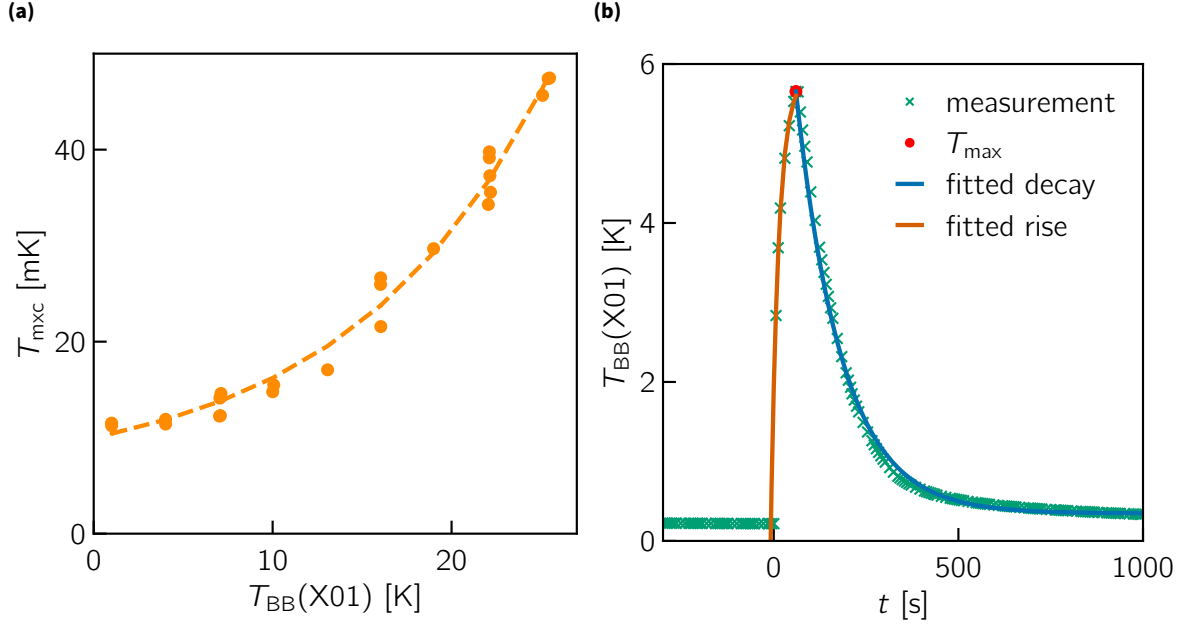 (a)
40
20
0
0
10
20
T_mxc [mK]
T_BB(X01) [K]
(b)
6
4
2
0
0
500
1000
T_BB(X01) [K]
t [s]
measurement
T_max
fitted decay
fitted rise